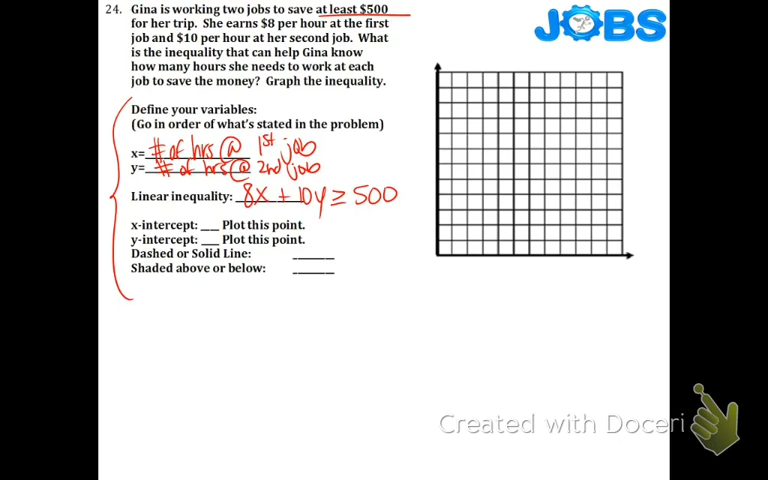 24. Gina is working two jobs to save at least $500
for her trip. She earns $8 per hour at the first
job and $10 per hour at her second job. What
is the inequality that can help Gina know
how many hours she needs to work at each
job to save the money? Graph the inequality.
JOBS
Define your variables:
(Go in order of what's stated in the problem)
x= # of hrs @ 1st job
y= # of hrs @ 2nd job
Linear inequality: 8x + 10y ≥ 500
x-intercept: ___ Plot this point.
y-intercept: ___ Plot this point.
Dashed or Solid Line: ______
Shaded above or below: ______
Created with Doceri